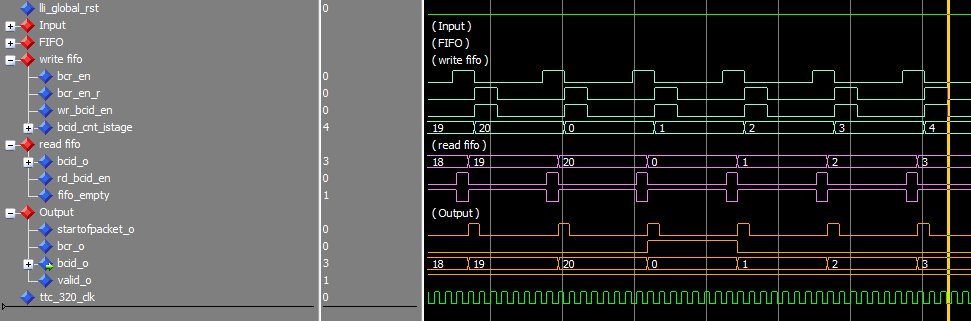 lli_global_rst 0
Input ( Input )
FIFO ( FIFO )
write fifo ( write fifo )
bcr_en 0
bcr_en_r 0
wr_bcid_en 0
bcid_cnt_istage 4 19 20 0 1 2 3 4
read fifo ( read fifo )
bcid_o 3 18 19 20 0 1 2 3
rd_bcid_en 0
fifo_empty 1
Output ( Output )
startofpacket_o 0
bcr_o 0
bcid_o 3 18 19 20 0 1 2 3
valid_o 1
ttc_320_clk 0